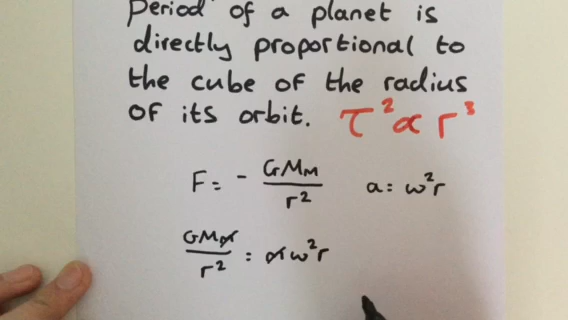 Period of a planet is
directly proportional to
the cube of the radius
of its orbit. T² ∝ r³
F = - GMm/r² a = ω²r
GMm/r² = mω²r